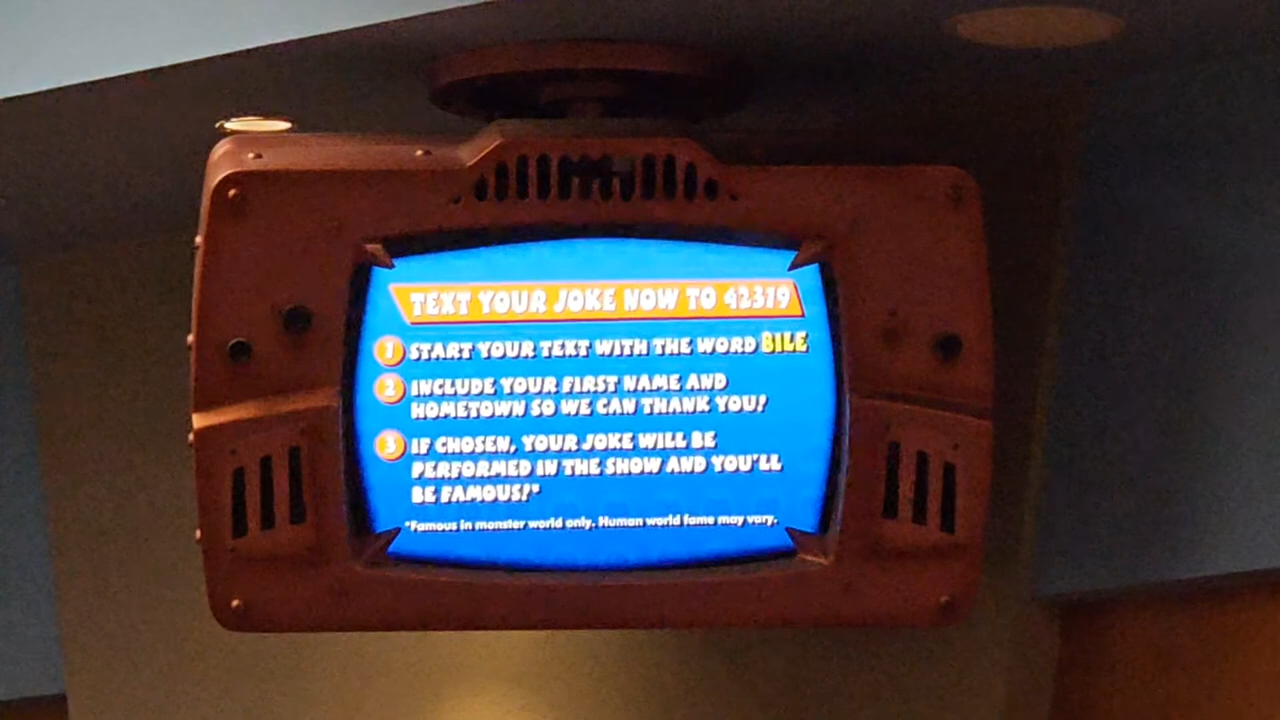 TEXT YOUR JOKE NOW TO 42319
1 START YOUR TEXT WITH THE WORD BILE
2 INCLUDE YOUR FIRST NAME AND
HOMETOWN SO WE CAN THANK YOU!
3 IF CHOSEN, YOUR JOKE WILL BE
PERFORMED IN THE SHOW AND YOU'LL
BE FAMOUS!*
*Famous in monster world only. Human world fame may vary.